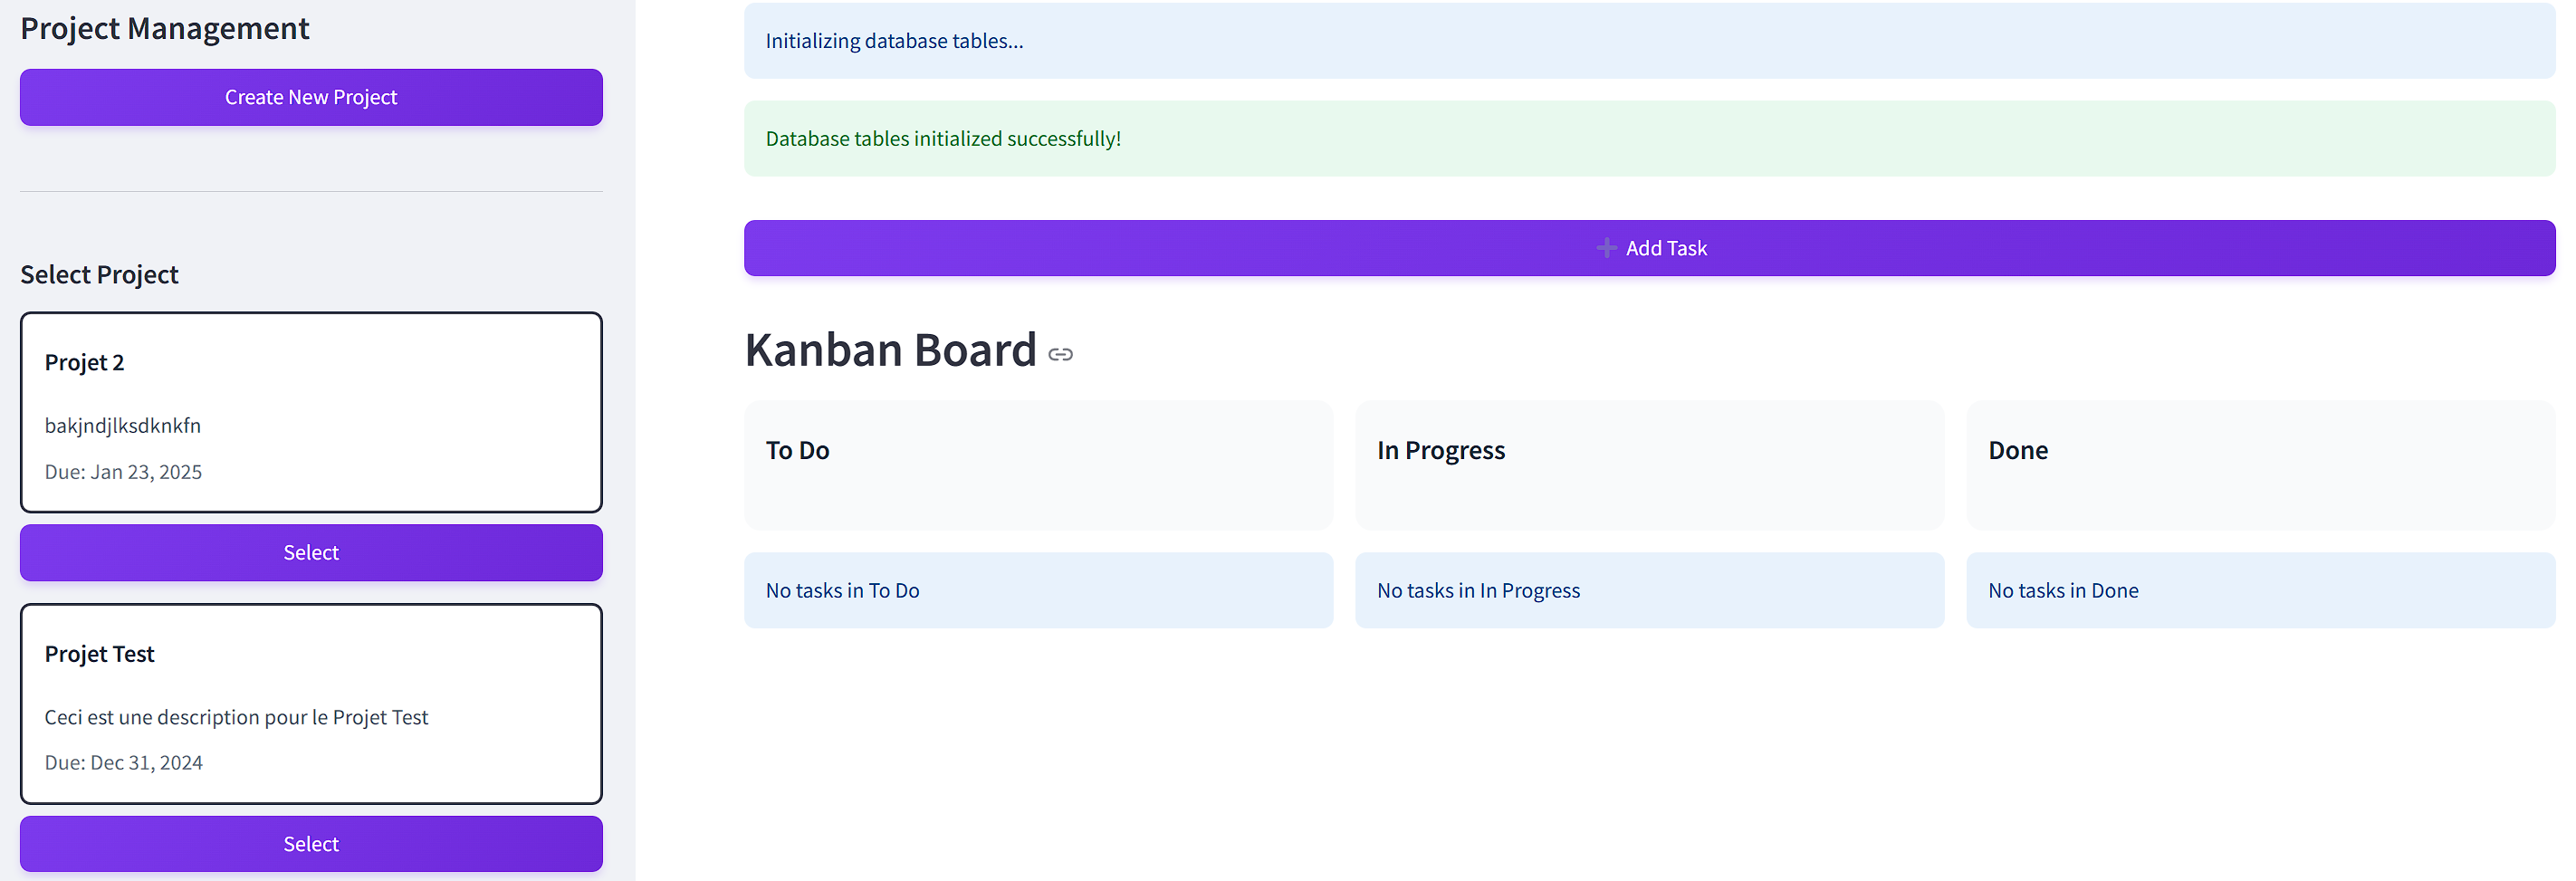 Project Management
Create New Project
Select Project
Projet 2
bakjndjlksdknkfn
Due: Jan 23, 2025
Select
Projet Test
Ceci est une description pour le Projet Test
Due: Dec 31, 2024
Select
Initializing database tables...
Database tables initialized successfully!
➕ Add Task
Kanban Board
To Do
In Progress
Done
No tasks in To Do
No tasks in In Progress
No tasks in Done